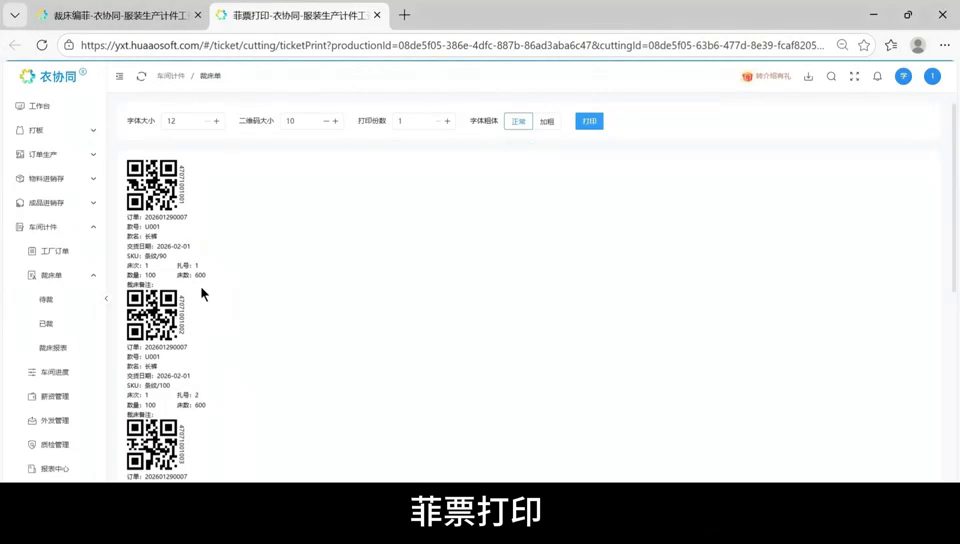 裁床编菲-衣协同-服装生产计件工
菲票打印-衣协同-服装生产计件工
https://yxt.huaaosoft.com/#/ticket/cutting/ticketPrint?productionId=08de5f05-386e-4dfc-887b-86ad3aba6c47&cuttingId=08de5f05-63b6-477d-8e39-fcaf8205...
衣协同®
车间计件 / 裁床单
转介绍有礼
学
1
工作台
打板
订单生产
物料进销存
成品进销存
车间计件
工厂订单
裁床单
待裁
已裁
裁床报表
车间进度
薪资管理
外发管理
质检管理
报表中心
字体大小 12 - + 二维码大小 10 - + 打印份数 1 - + 字体粗体 正常 加粗 打印
47071001001
订单: 202601290007
款号: U001
款名: 长裤
交货日期: 2026-02-01
SKU: 条纹/90
床次: 1 扎号: 1
数量: 100 床数: 600
裁床备注:
47071001002
订单: 202601290007
款号: U001
款名: 长裤
交货日期: 2026-02-01
SKU: 条纹/100
床次: 1 扎号: 2
数量: 100 床数: 600
裁床备注:
47071001003
订单: 202601290007
菲票打印